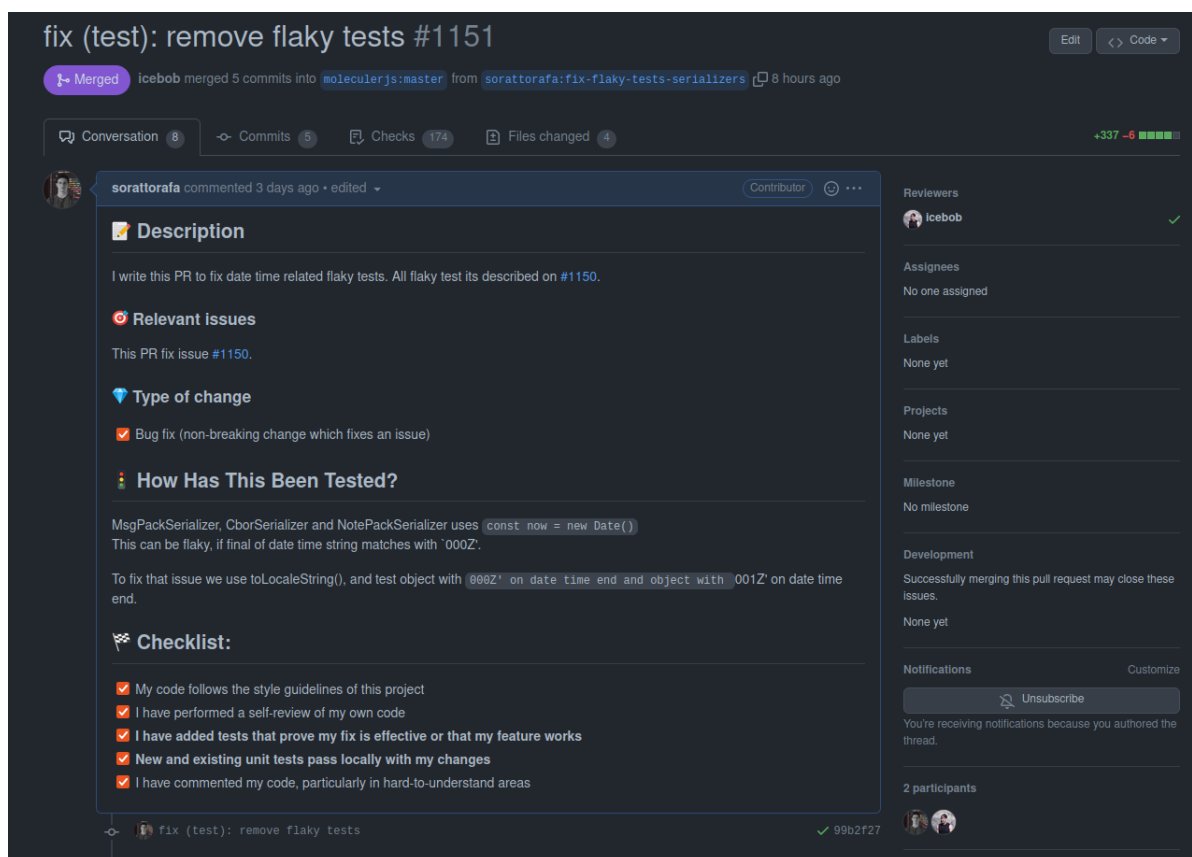 fix (test): remove flaky tests #1151
Edit
<> Code
Merged
icebob merged 5 commits into moleculerjs:master from sorattorafa:fix-flaky-tests-serializers 8 hours ago
Conversation 8
Commits 5
Checks 174
Files changed 4
+337 −6
sorattorafa commented 3 days ago • edited
Contributor
Description
I write this PR to fix date time related flaky tests. All flaky test its described on #1150.
Relevant issues
This PR fix issue #1150.
Type of change
Bug fix (non-breaking change which fixes an issue)
How Has This Been Tested?
MsgPackSerializer, CborSerializer and NotePackSerializer uses const now = new Date()
This can be flaky, if final of date time string matches with `000Z'.
To fix that issue we use toLocaleString(), and test object with 000Z' on date time end and object with 001Z' on date time
end.
Checklist:
My code follows the style guidelines of this project
I have performed a self-review of my own code
I have added tests that prove my fix is effective or that my feature works
New and existing unit tests pass locally with my changes
I have commented my code, particularly in hard-to-understand areas
fix (test): remove flaky tests
99b2f27
Reviewers
icebob
Assignees
No one assigned
Labels
None yet
Projects
None yet
Milestone
No milestone
Development
Successfully merging this pull request may close these
issues.
None yet
Notifications
Customize
Unsubscribe
You're receiving notifications because you authored the
thread.
2 participants